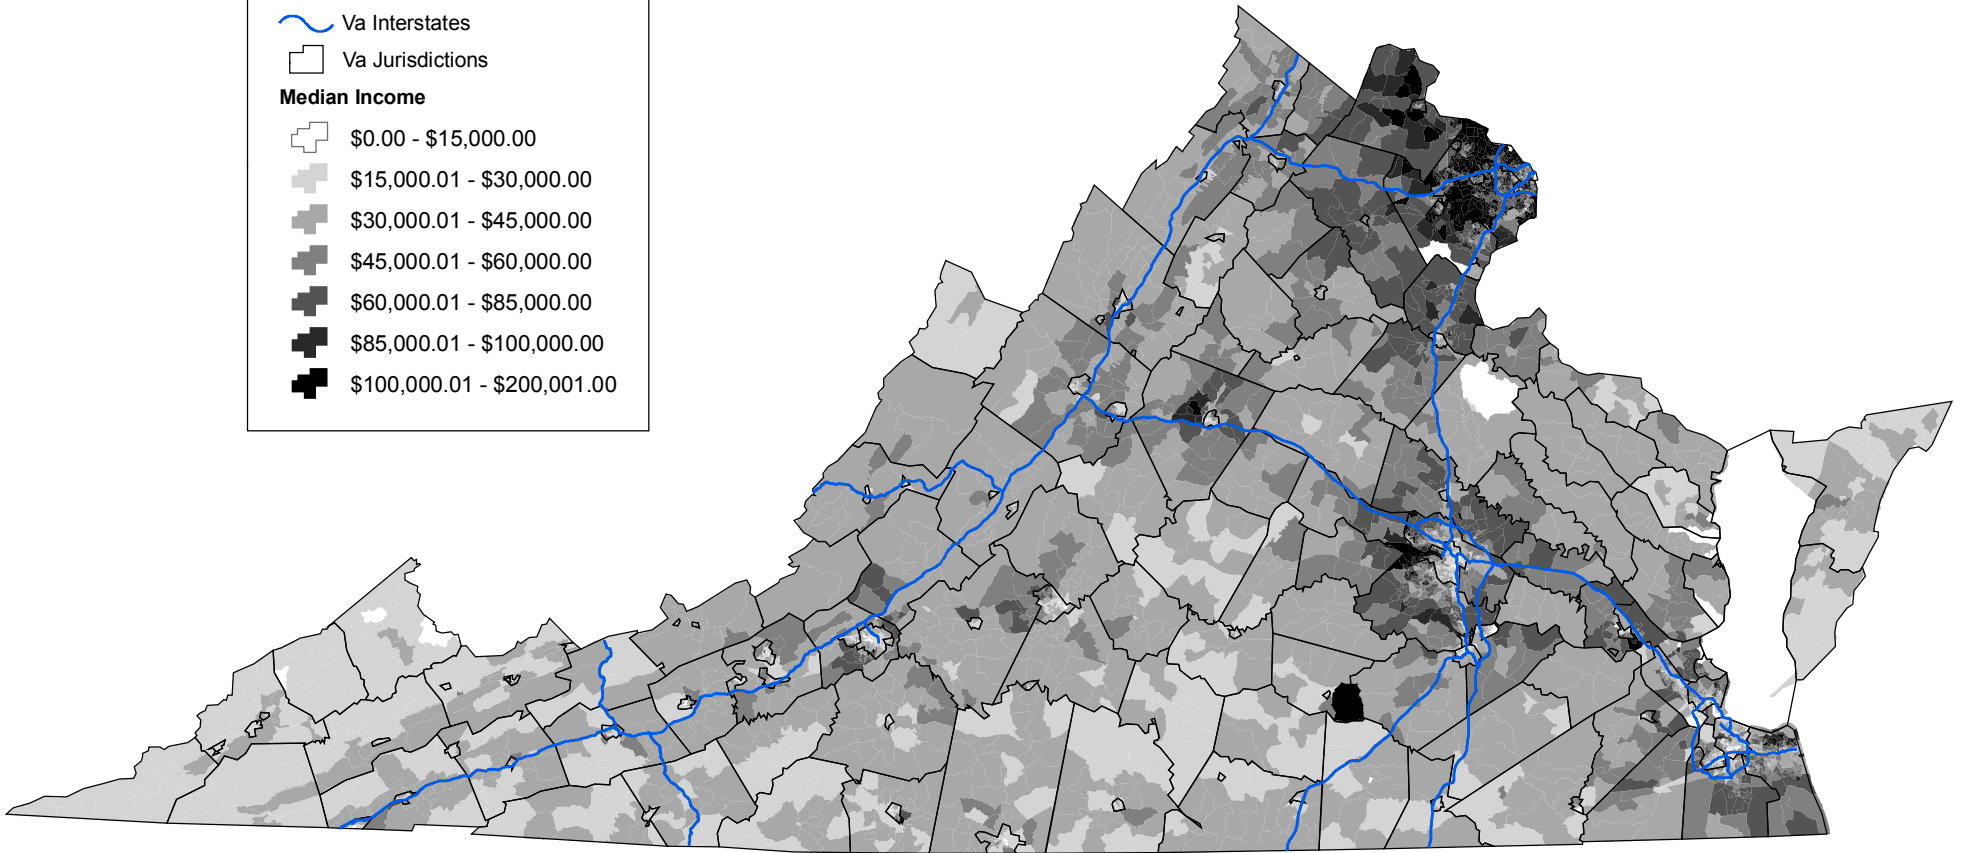 Va Interstates
Va Jurisdictions
Median Income
$0.00 - $15,000.00
$15,000.01 - $30,000.00
$30,000.01 - $45,000.00
$45,000.01 - $60,000.00
$60,000.01 - $85,000.00
$85,000.01 - $100,000.00
$100,000.01 - $200,001.00